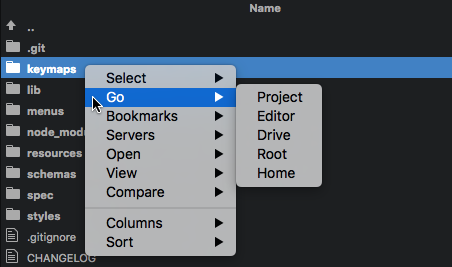 Name
..
.git
keymaps
lib
menus
node_mod
resources
schemas
spec
styles
.gitignore
CHANGELOG
Select
Go
Bookmarks
Servers
Open
View
Compare
Columns
Sort
Project
Editor
Drive
Root
Home